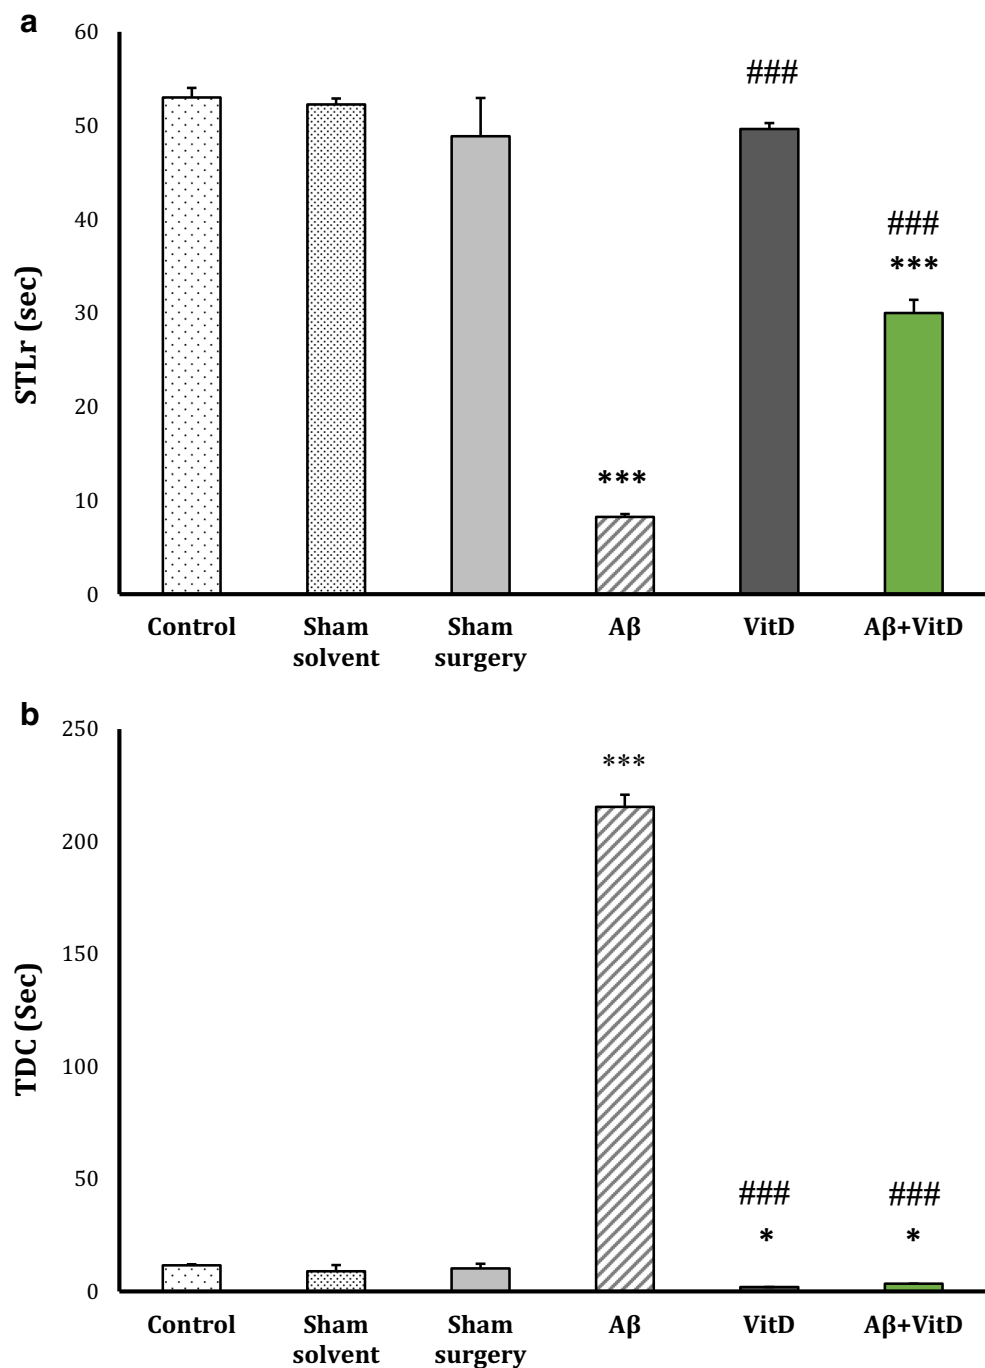 a
60
50
40
30
20
10
0
STLr (sec)
###
###
***
***
Control
Sham solvent
Sham surgery
Aβ
VitD
Aβ+VitD
b
250
200
150
100
50
0
TDC (Sec)
***
###
*
###
*
Control
Sham solvent
Sham surgery
Aβ
VitD
Aβ+VitD